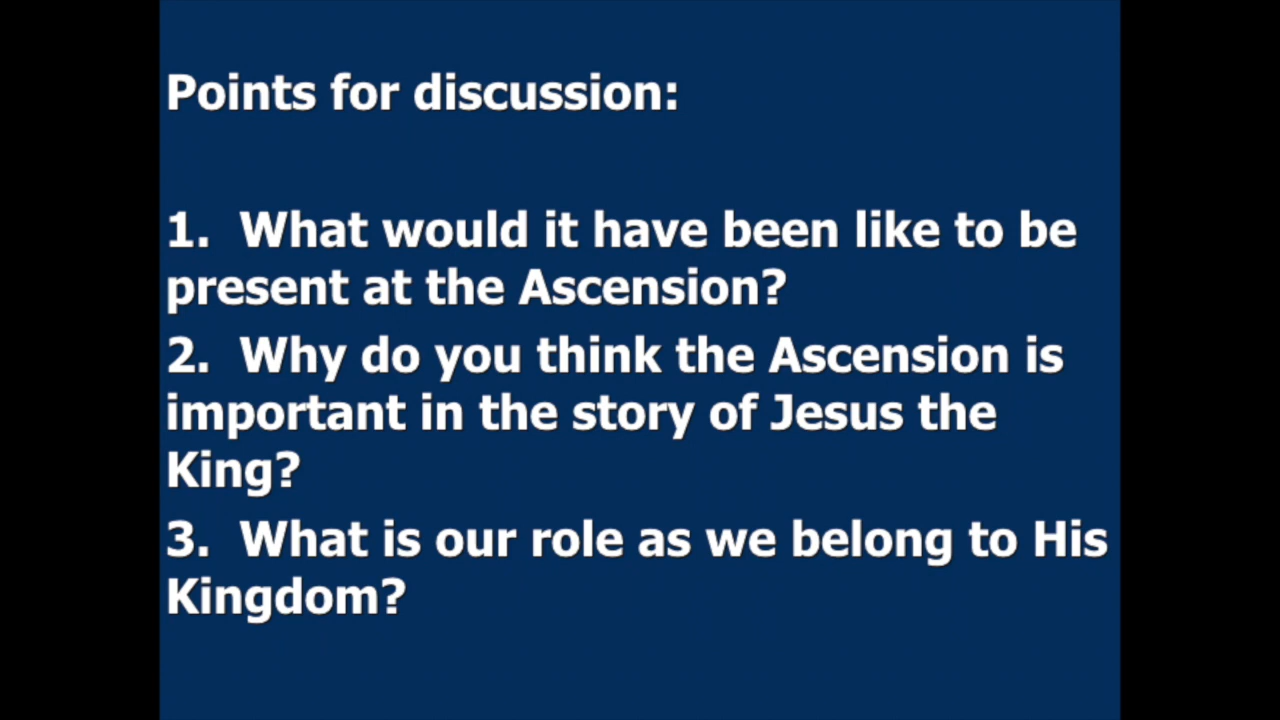 Points for discussion:
1.  What would it have been like to be
present at the Ascension?
2.  Why do you think the Ascension is
important in the story of Jesus the
King?
3.  What is our role as we belong to His
Kingdom?